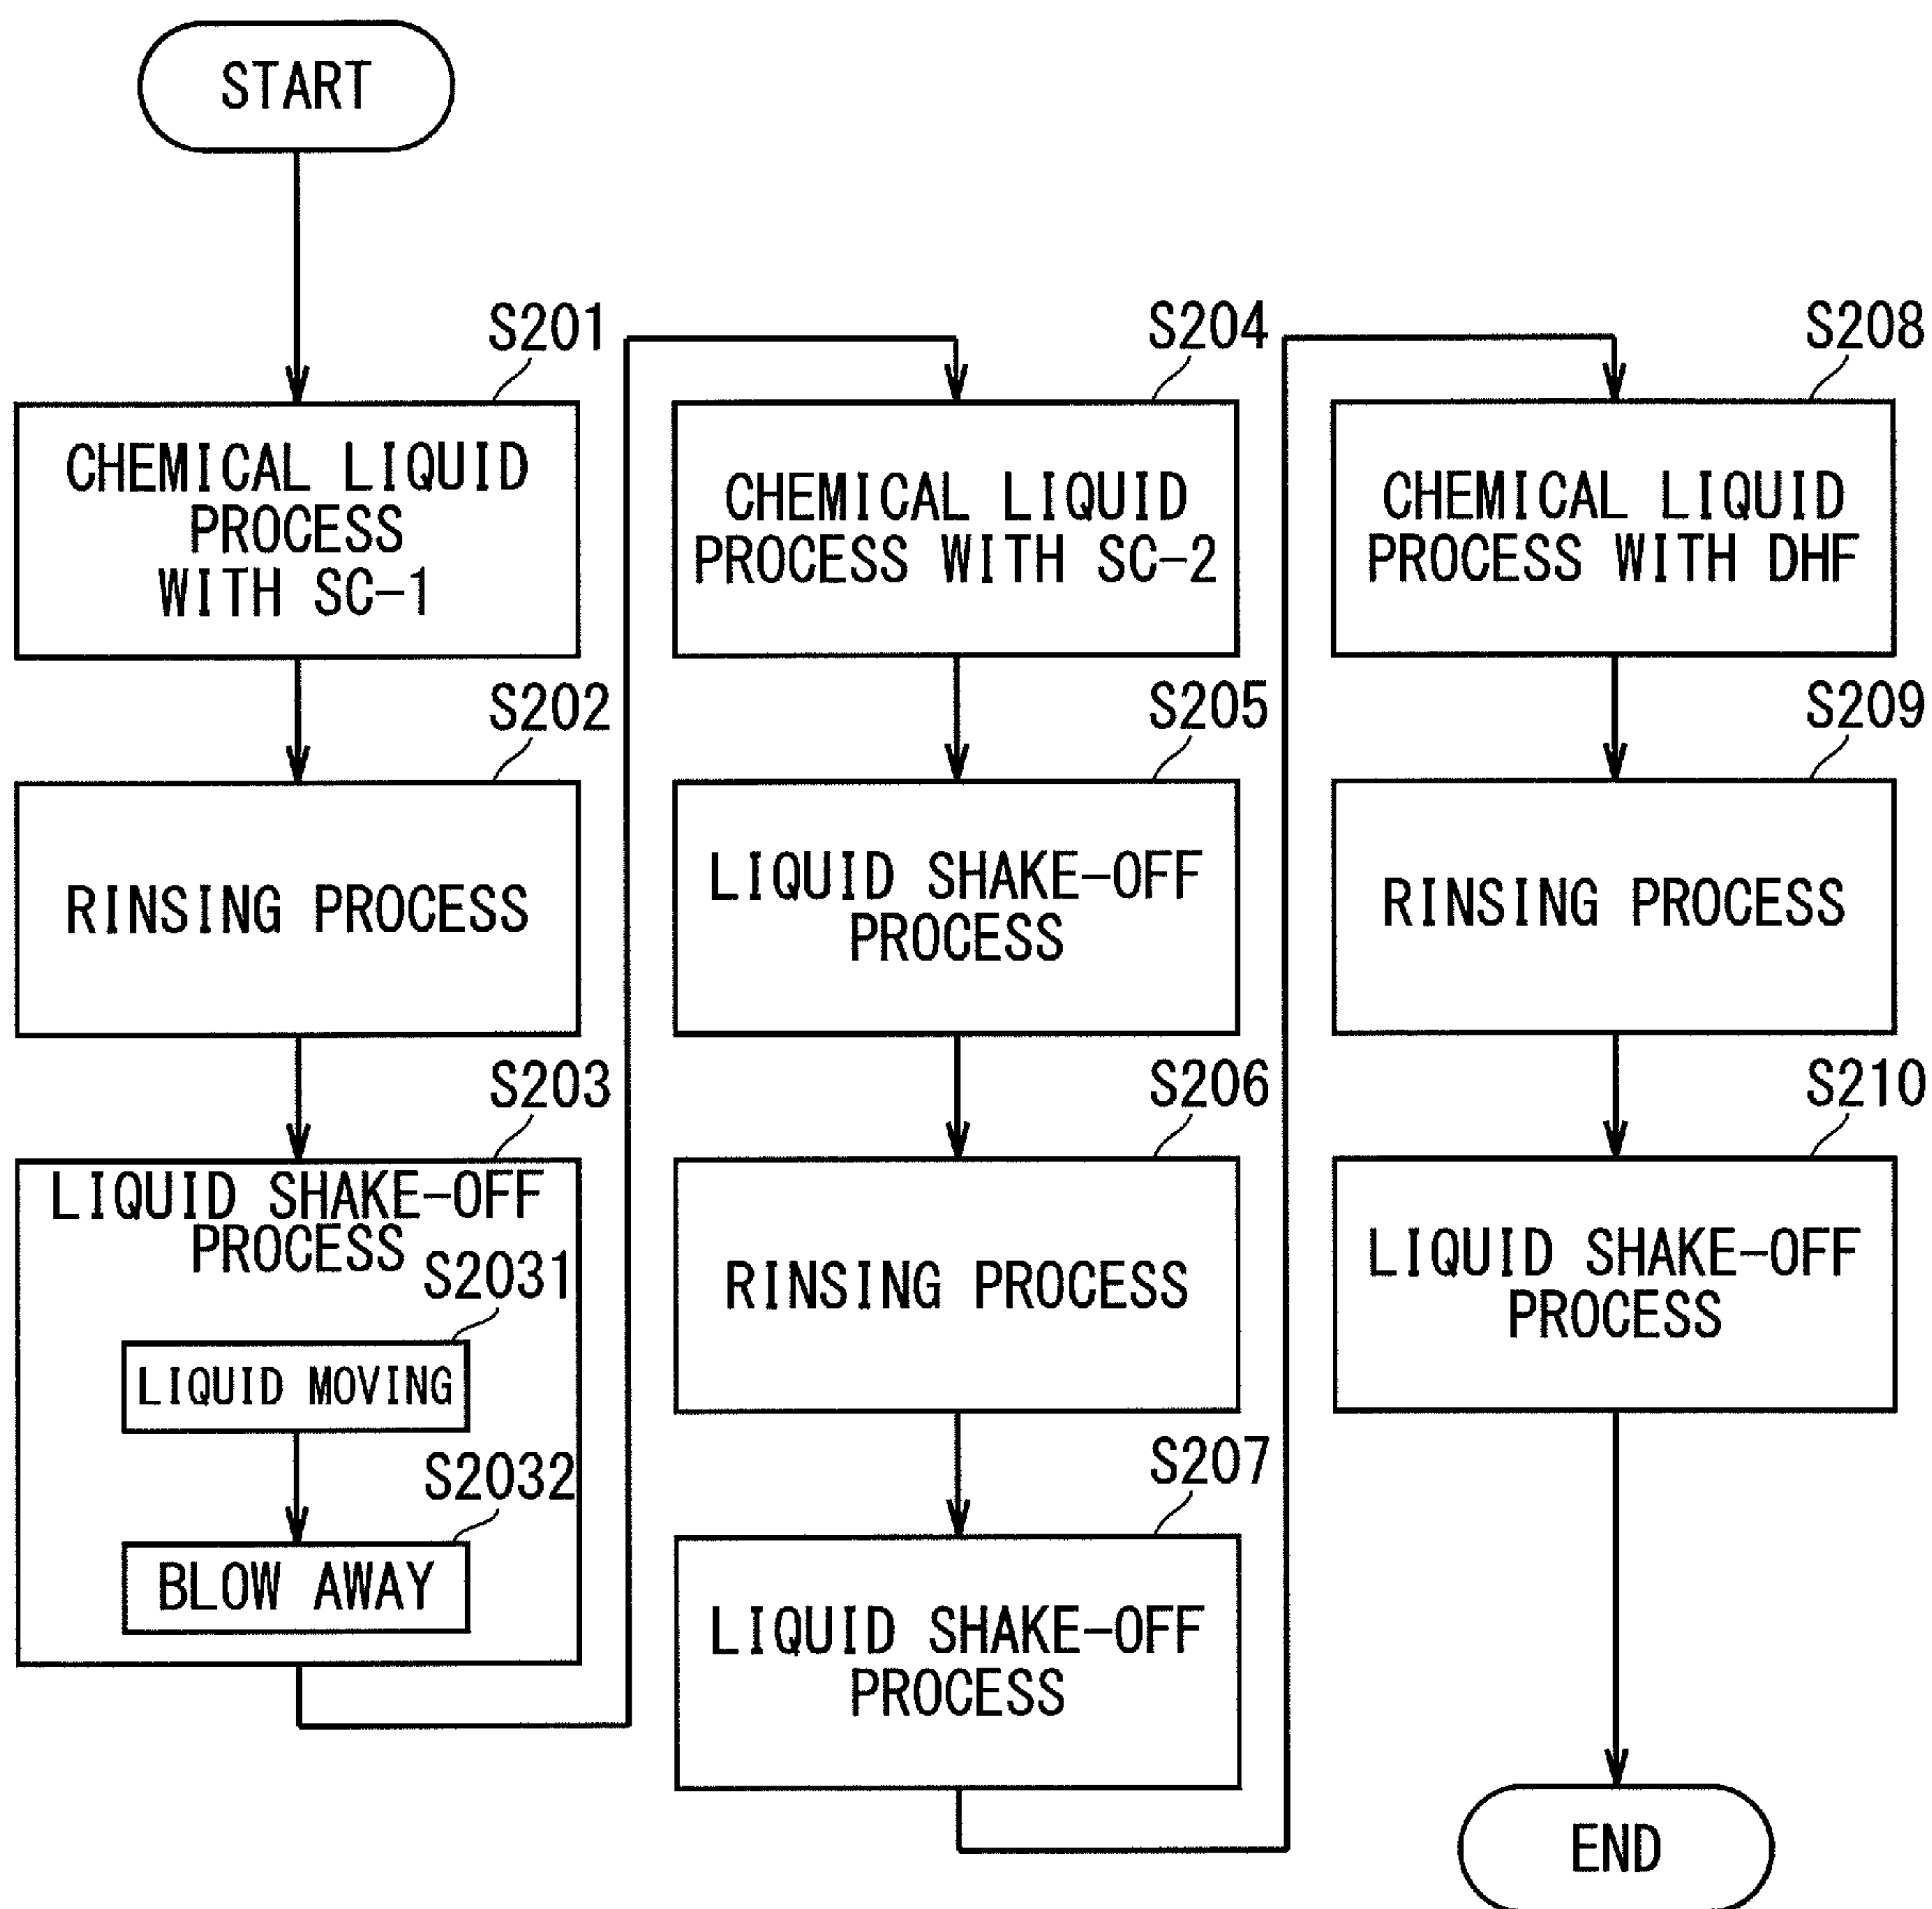 START
S201
CHEMICAL LIQUID
PROCESS
WITH SC-1
S202
RINSING PROCESS
S203
LIQUID SHAKE-OFF
PROCESS
S2031
LIQUID MOVING
S2032
BLOW AWAY
S204
CHEMICAL LIQUID
PROCESS WITH SC-2
S205
LIQUID SHAKE-OFF
PROCESS
S206
RINSING PROCESS
S207
LIQUID SHAKE-OFF
PROCESS
S208
CHEMICAL LIQUID
PROCESS WITH DHF
S209
RINSING PROCESS
S210
LIQUID SHAKE-OFF
PROCESS
END